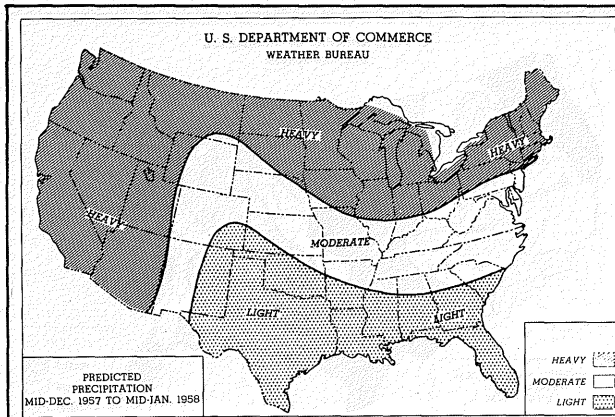 U. S. DEPARTMENT OF COMMERCE
WEATHER BUREAU
HEAVY
HEAVY
HEAVY
MODERATE
LIGHT
LIGHT
PREDICTED
PRECIPITATION
MID-DEC. 1957 TO MID-JAN. 1958
HEAVY
MODERATE
LIGHT